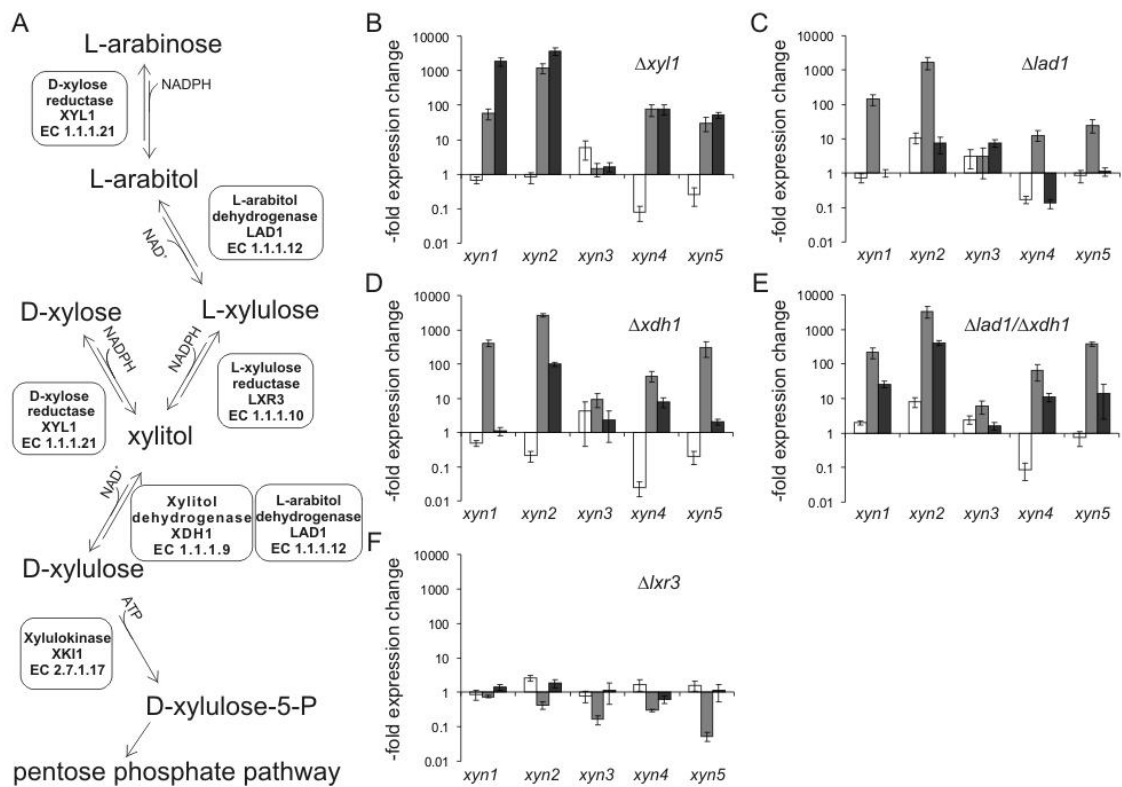 A
L-arabinose
D-xylose
reductase
XYL1
EC 1.1.1.21
NADPH
L-arabitol
L-arabitol
dehydrogenase
LAD1
EC 1.1.1.12
NAD+
D-xylose
L-xylulose
NADPH
NADPH
D-xylose
reductase
XYL1
EC 1.1.1.21
L-xylulose
reductase
LXR3
EC 1.1.1.10
xylitol
NAD+
Xylitol
dehydrogenase
XDH1
EC 1.1.1.9
L-arabitol
dehydrogenase
LAD1
EC 1.1.1.12
D-xylulose
ATP
Xylulokinase
XKI1
EC 2.7.1.17
D-xylulose-5-P
pentose phosphate pathway
B
Δxyl1
-fold expression change
10000
1000
100
10
1
0.1
0.01
xyn1 xyn2 xyn3 xyn4 xyn5
C
Δlad1
-fold expression change
10000
1000
100
10
1
0.1
0.01
xyn1 xyn2 xyn3 xyn4 xyn5
D
Δxdh1
-fold expression change
10000
1000
100
10
1
0.1
0.01
xyn1 xyn2 xyn3 xyn4 xyn5
E
Δlad1/Δxdh1
-fold expression change
10000
1000
100
10
1
0.1
0.01
xyn1 xyn2 xyn3 xyn4 xyn5
F
Δlxr3
-fold expression change
10000
1000
100
10
1
0.1
0.01
xyn1 xyn2 xyn3 xyn4 xyn5